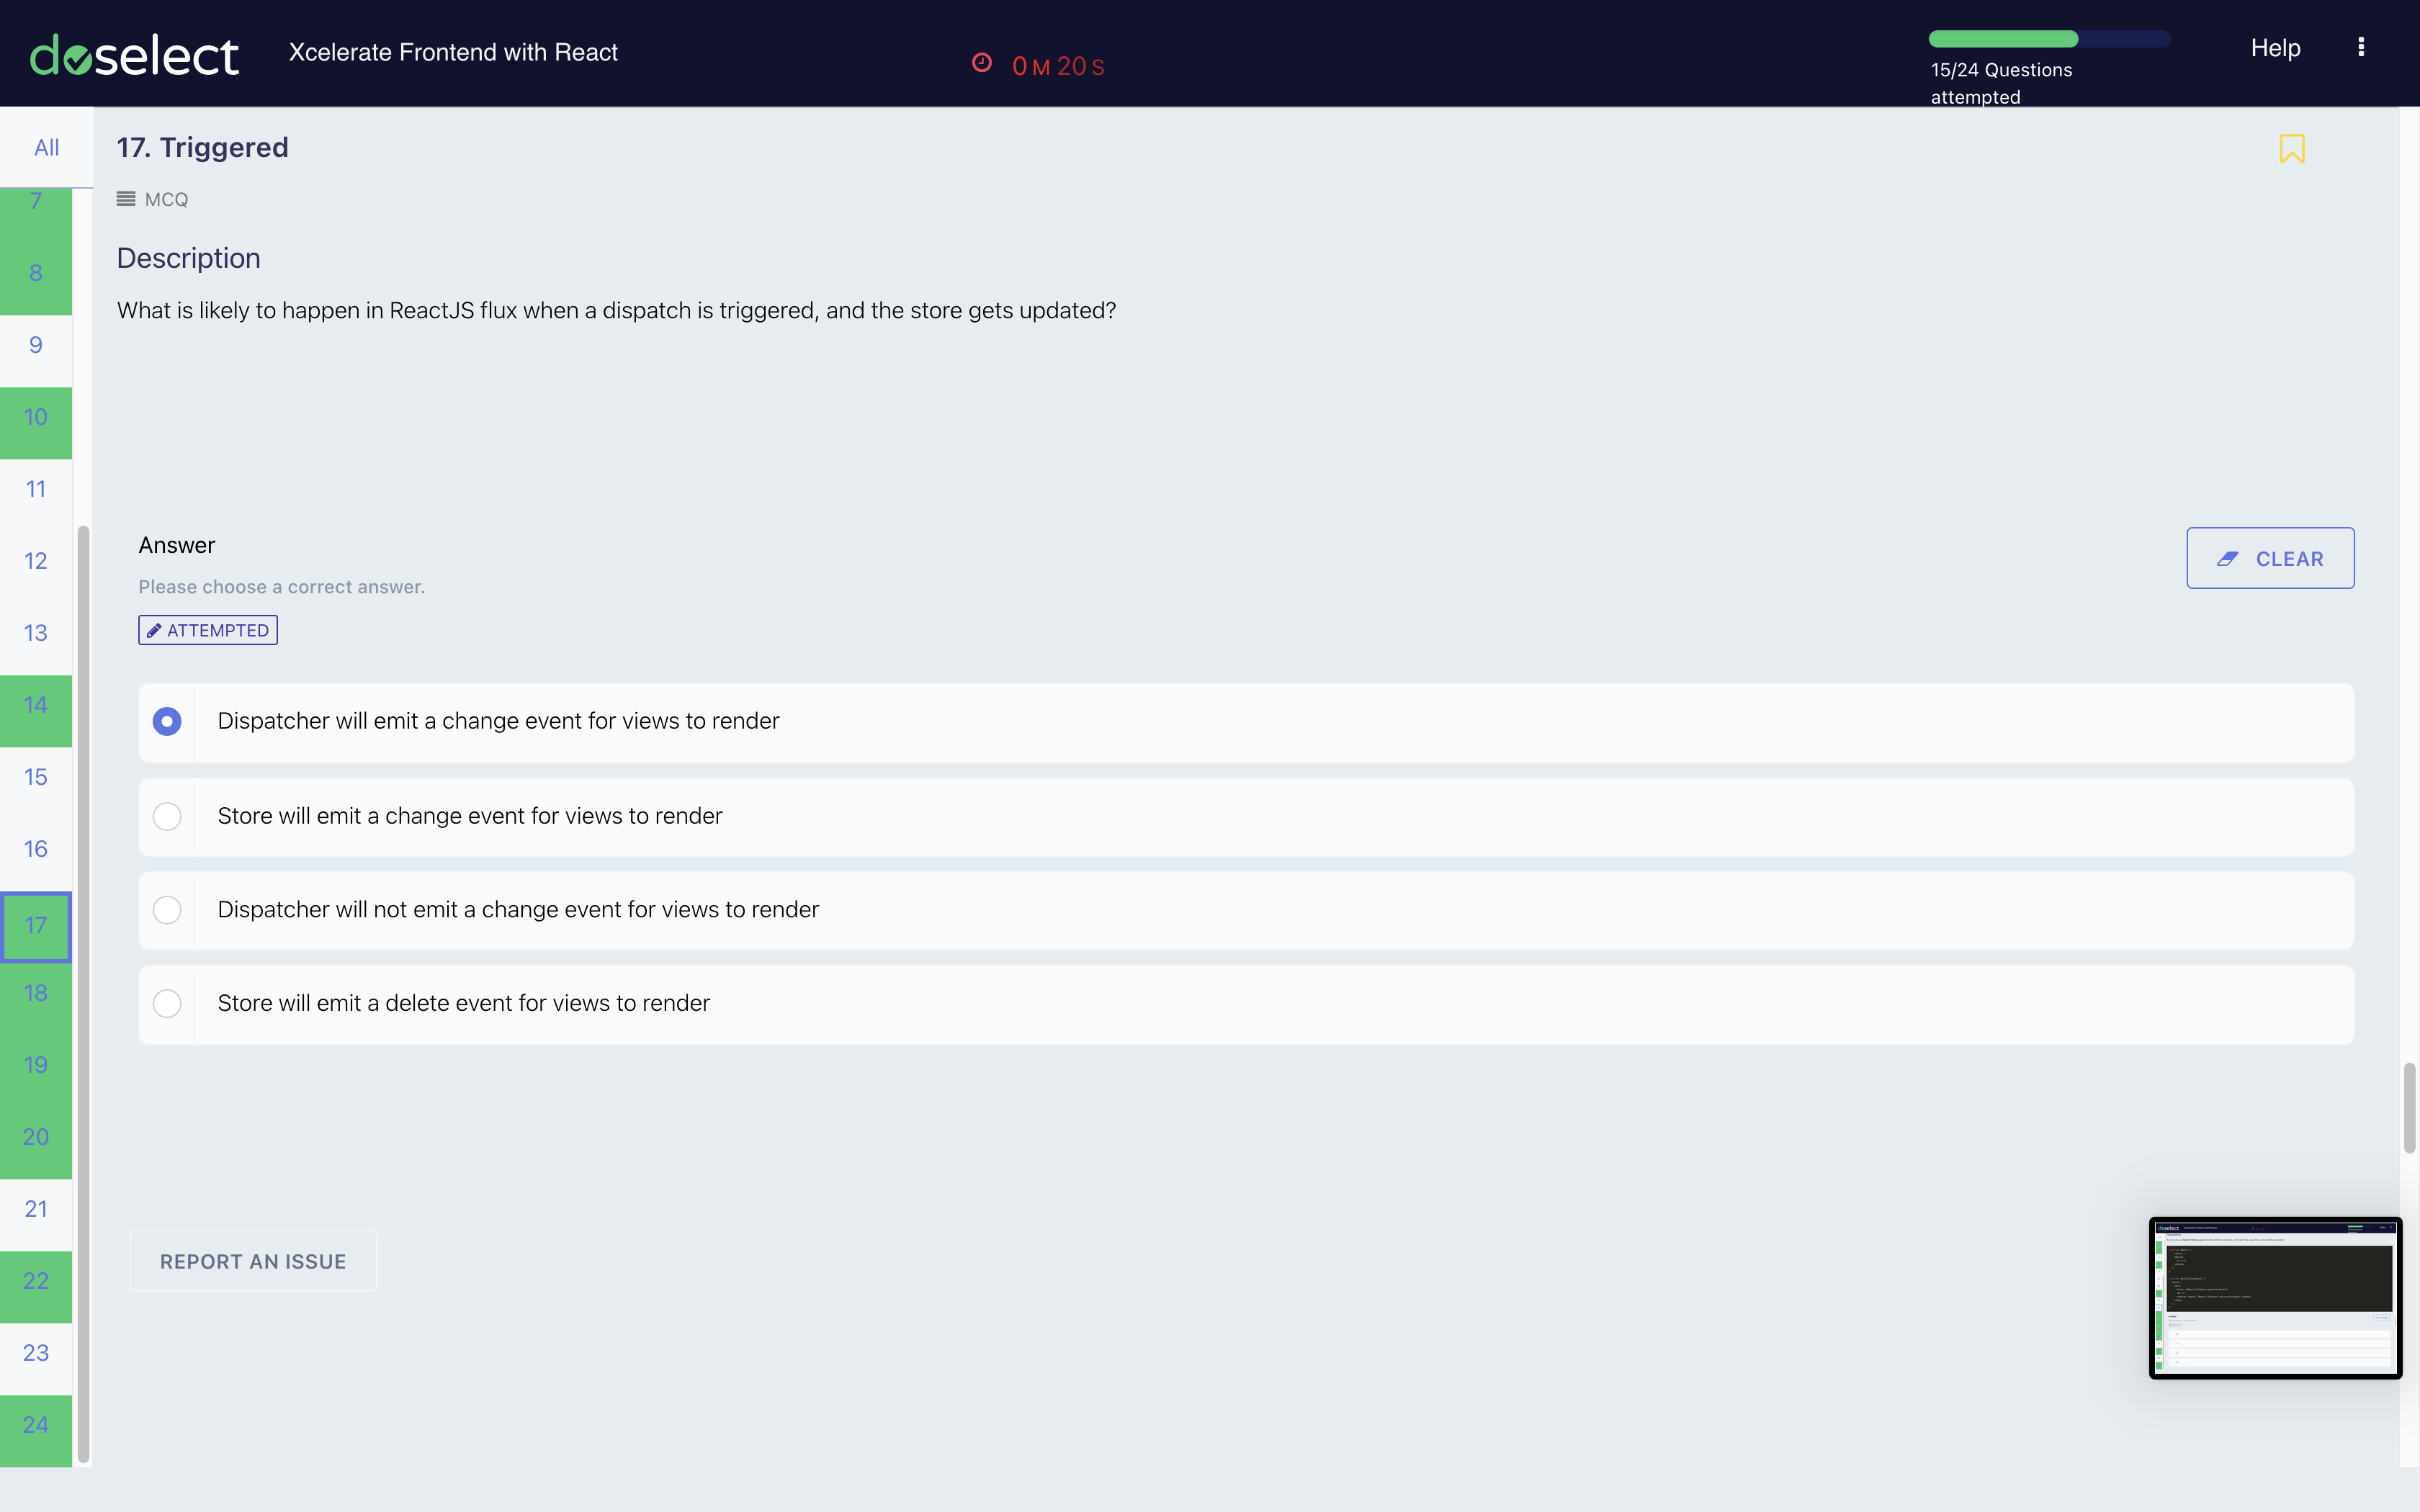 doselect
Xcelerate Frontend with React
0 M 20 S
15/24 Questions
attempted
Help
All
7
8
9
10
11
12
13
14
15
16
17
18
19
20
21
22
23
24
17. Triggered
MCQ
Description
What is likely to happen in ReactJS flux when a dispatch is triggered, and the store gets updated?
Answer
Please choose a correct answer.
ATTEMPTED
CLEAR
Dispatcher will emit a change event for views to render
Store will emit a change event for views to render
Dispatcher will not emit a change event for views to render
Store will emit a delete event for views to render
REPORT AN ISSUE